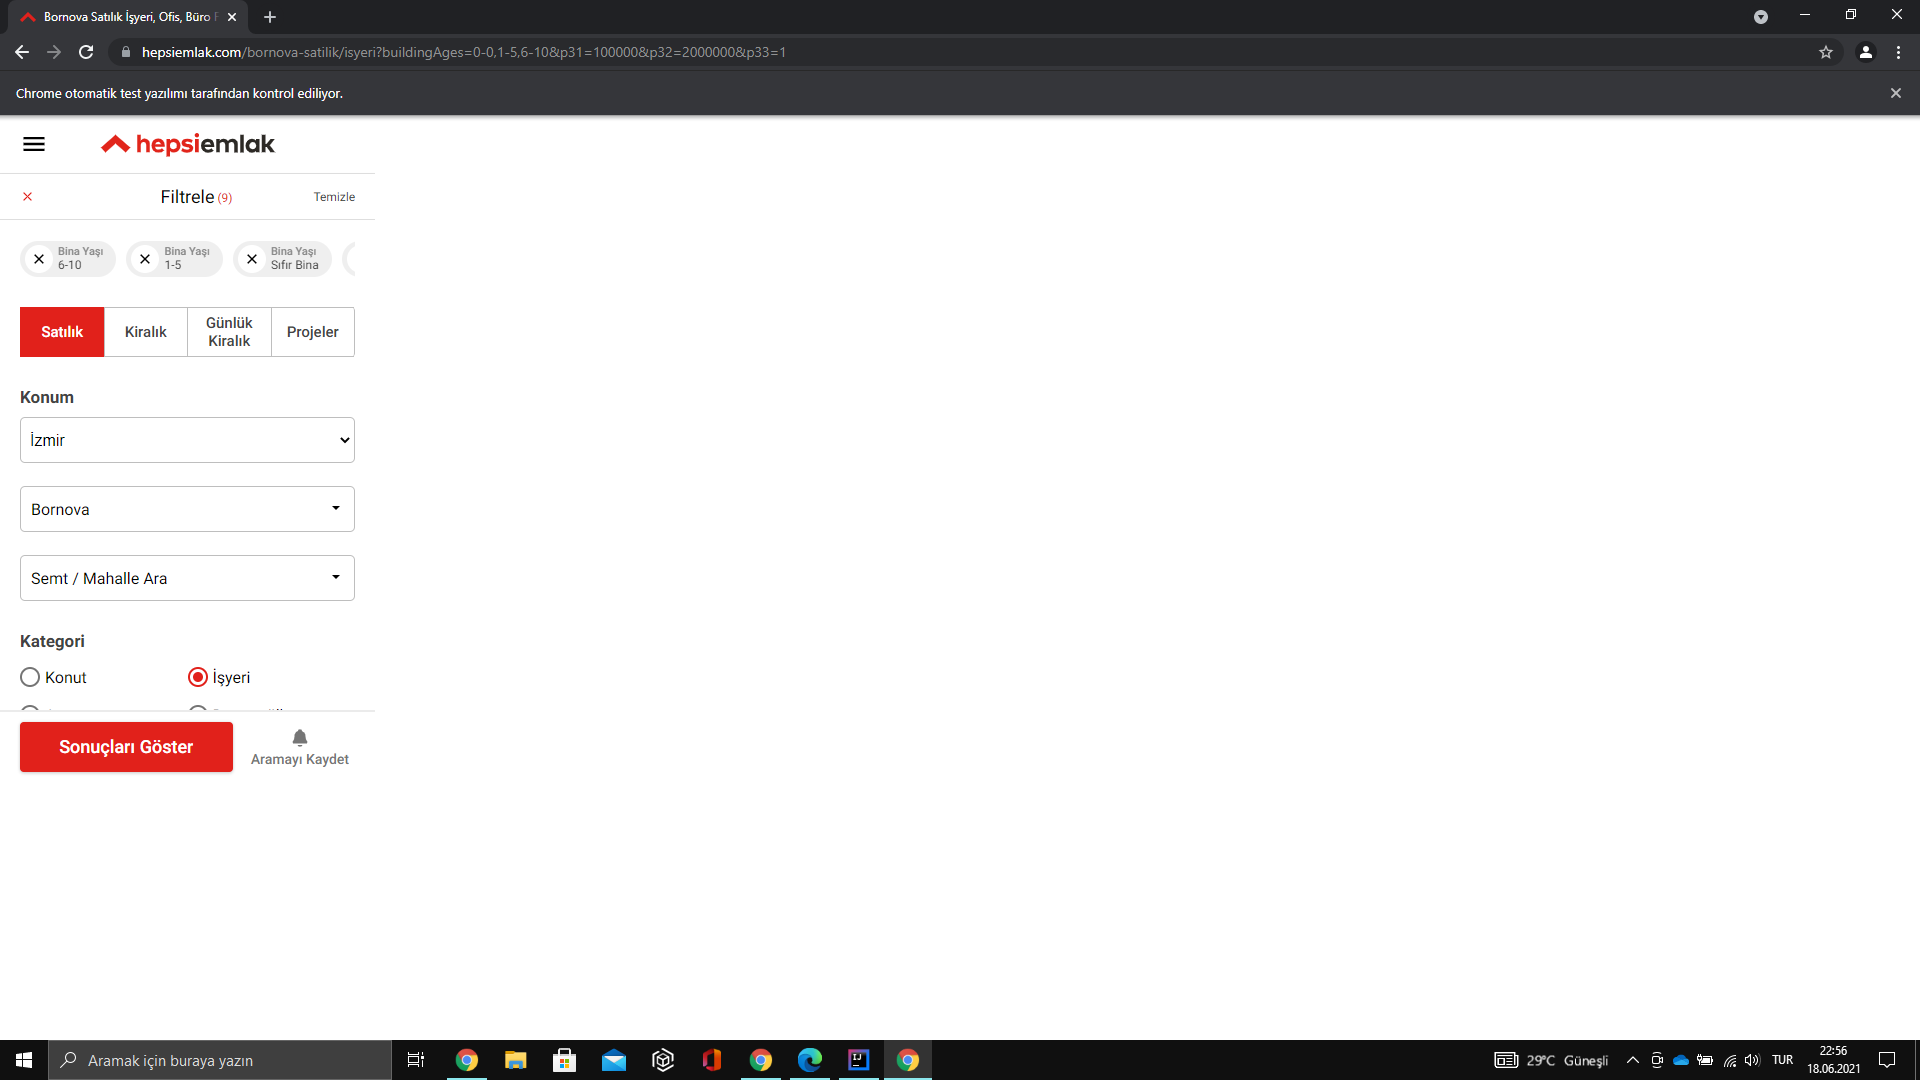 Bornova Satılık İşyeri, Ofis, Büro
hepsiemlak.com/bornova-satilik/isyeri?buildingAges=0-0,1-5,6-10&p31=100000&p32=2000000&p33=1
Chrome otomatik test yazılımı tarafından kontrol ediliyor.
hepsiemlak
Filtrele (9)
Temizle
Bina Yaşı
6-10
Bina Yaşı
1-5
Bina Yaşı
Sıfır Bina
Satılık
Kiralık
Günlük
Kiralık
Projeler
Konum
İzmir
Bornova
Semt / Mahalle Ara
Kategori
Konut
İşyeri
Sonuçları Göster
Aramayı Kaydet
Aramak için buraya yazın
29°C Güneşli
TUR
22:56
18.06.2021